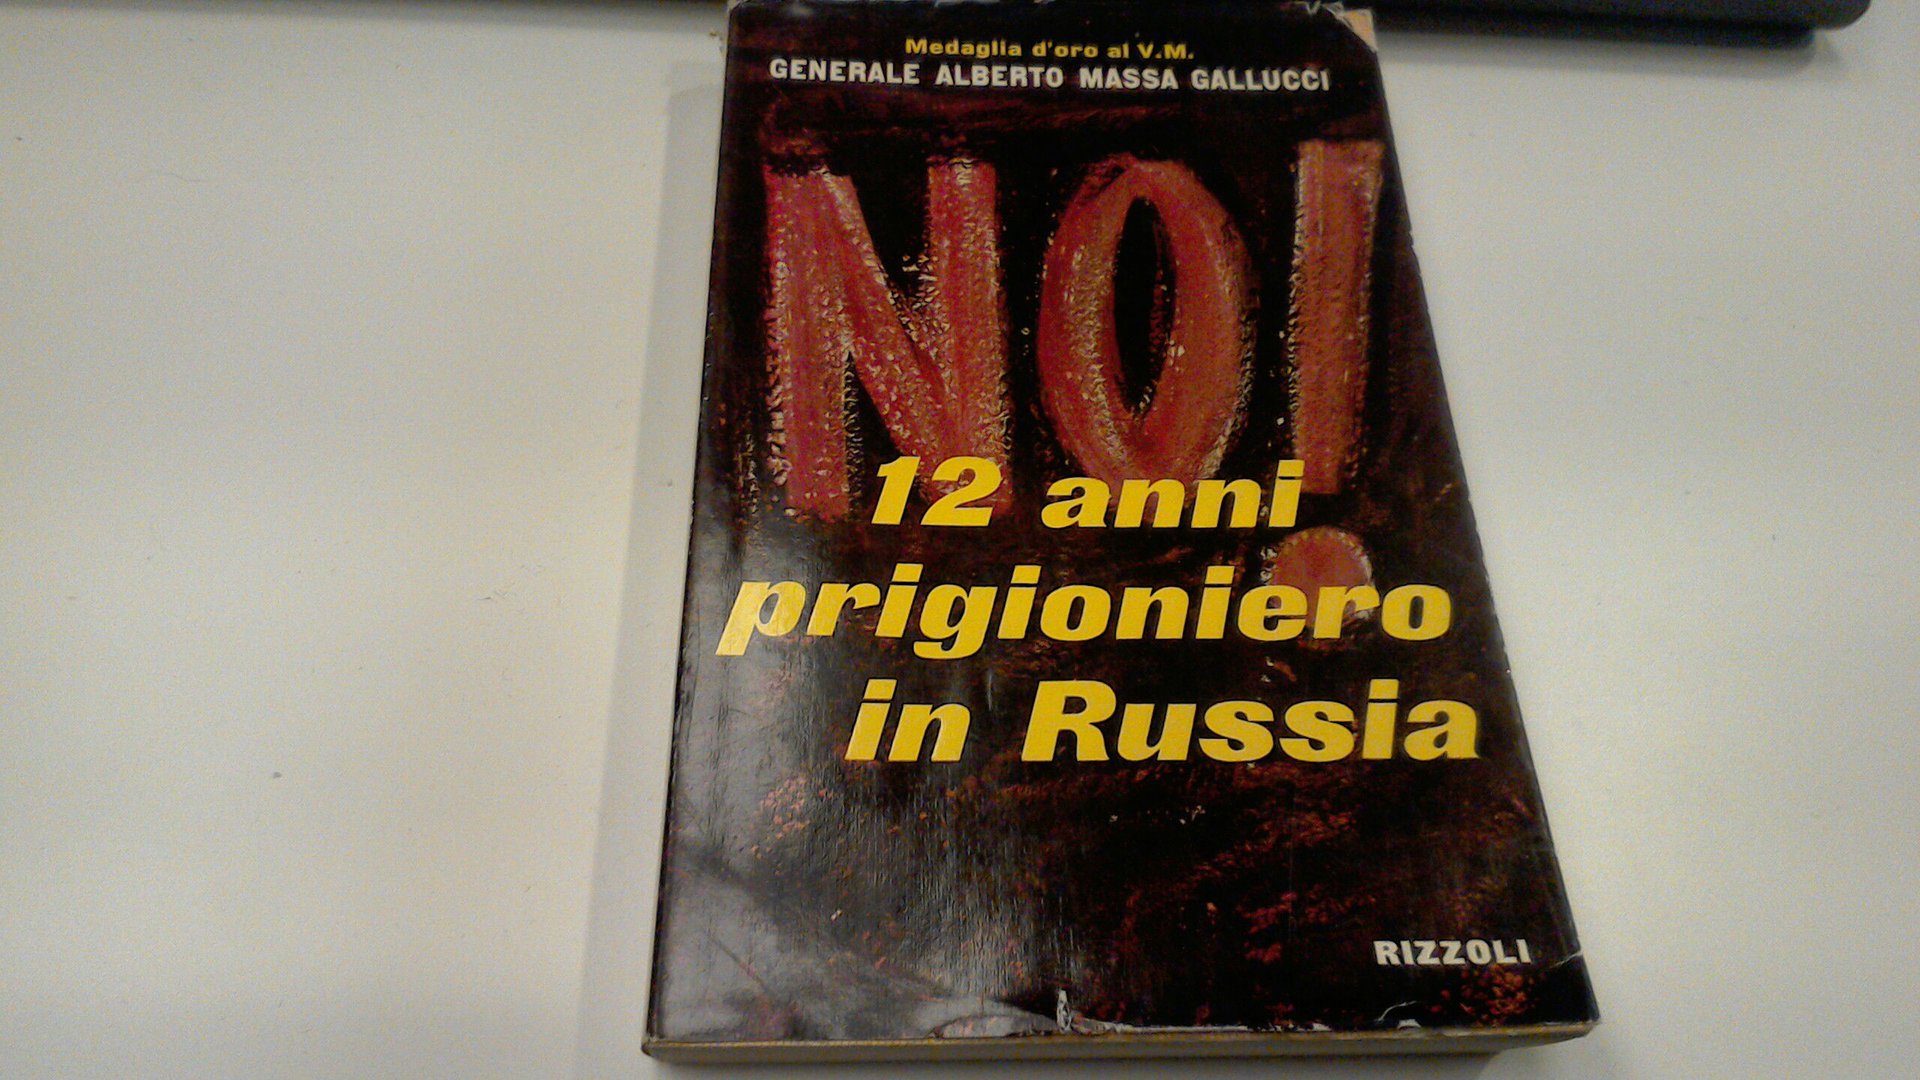 Medaglia d'oro al V.M.
GENERALE ALBERTO MASSA GALLUCCI
NO!
12 anni
prigioniero
in Russia
RIZZOLI